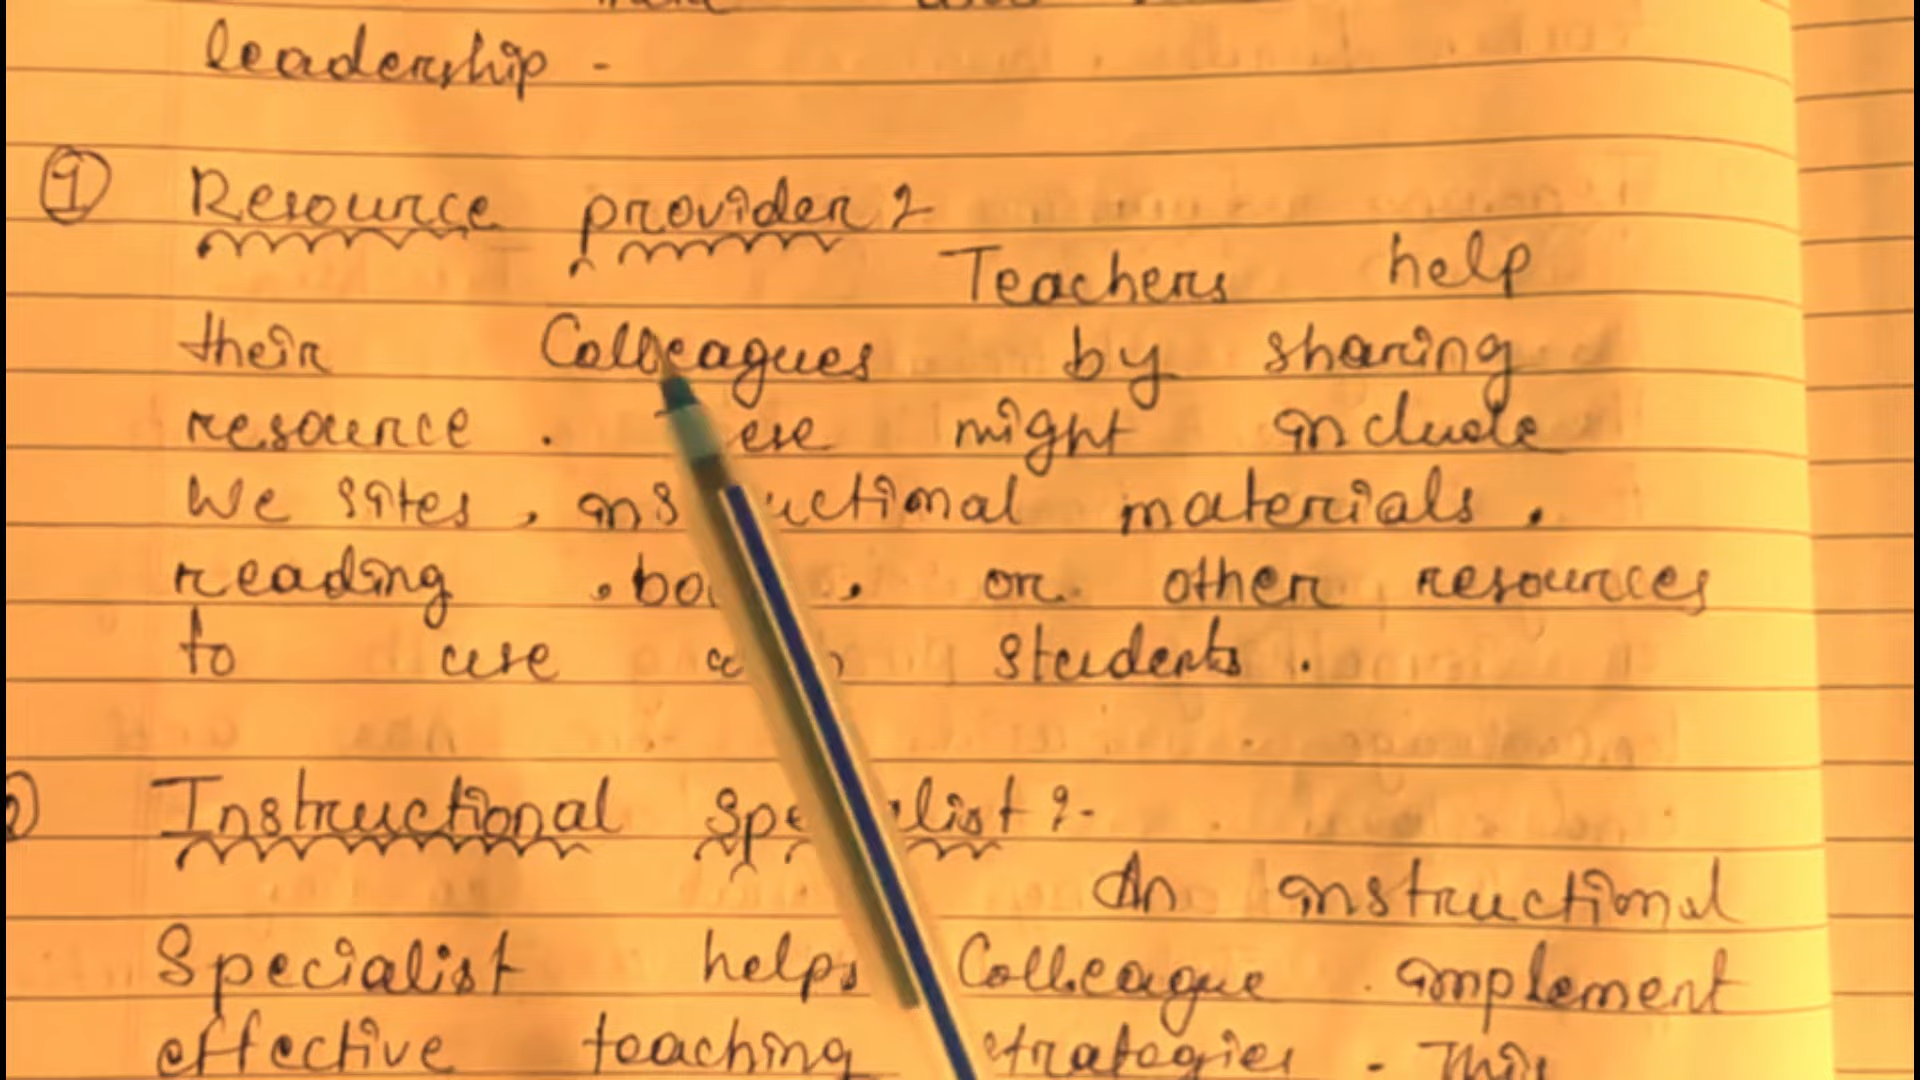 leadership -
① Resource provider :-
Teachers help
their Colleagues by sharing
resource . might include
We sites , materials ,
reading , , or other resources
to use students .
Instructional :-
An instructional
Specialist helps Colleague implement
effective teaching . This